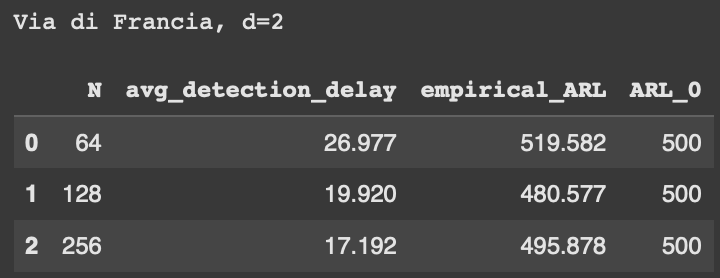 Via di Francia, d=2
N avg_detection_delay empirical_ARL ARL_0
0 64 26.977 519.582 500
1 128 19.920 480.577 500
2 256 17.192 495.878 500